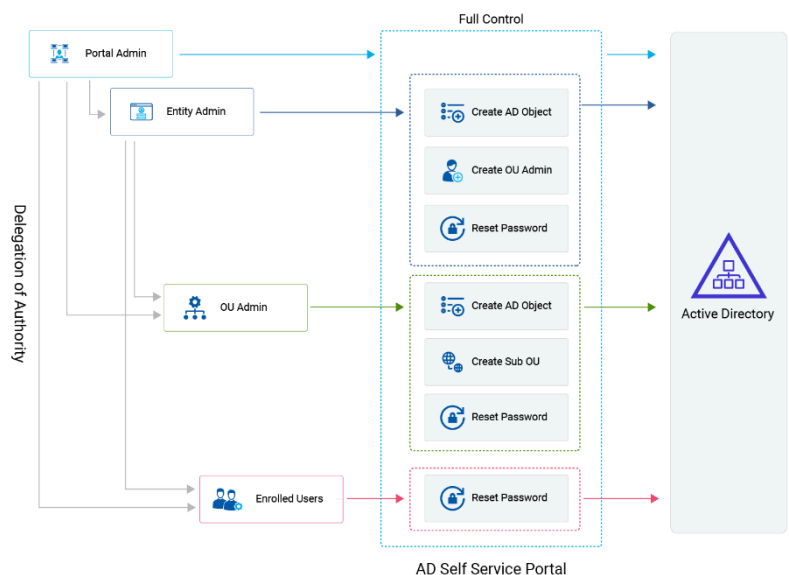 Full Control
Portal Admin
Entity Admin
Create AD Object
Create OU Admin
Reset Password
Delegation of Authority
OU Admin
Create AD Object
Create Sub OU
Reset Password
Active Directory
Enrolled Users
Reset Password
AD Self Service Portal